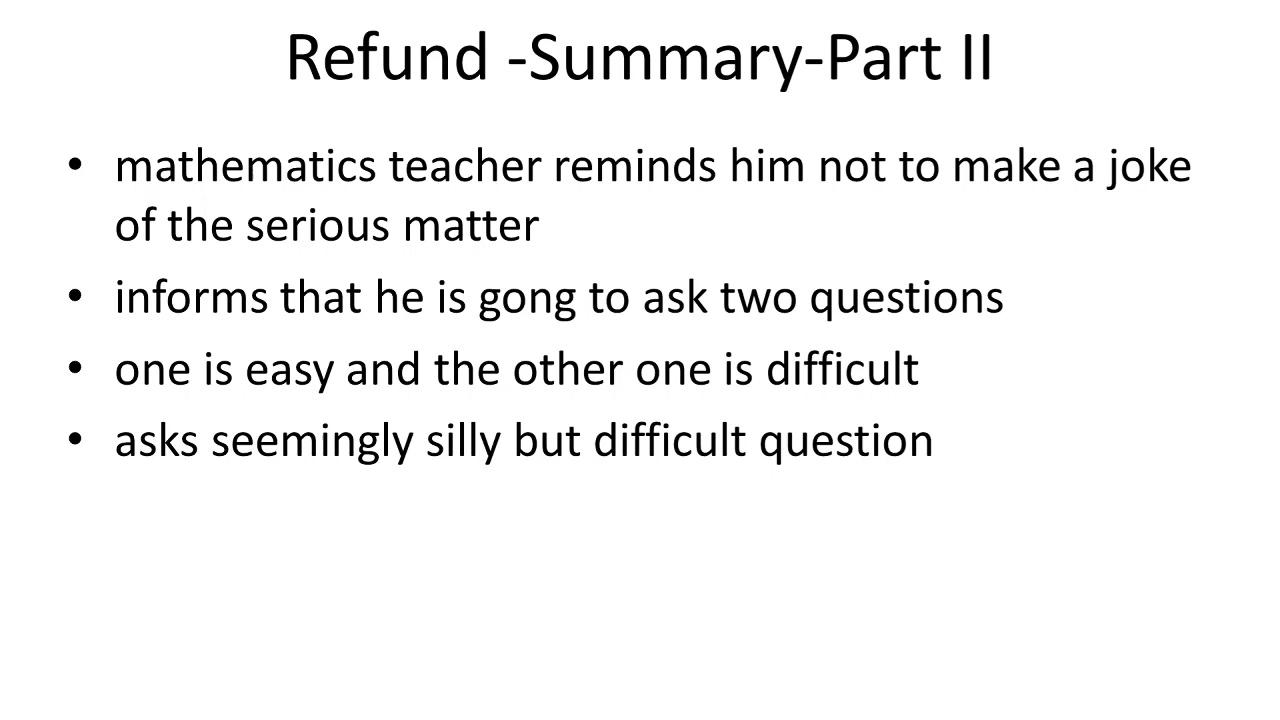 Refund -Summary-Part II
• mathematics teacher reminds him not to make a joke
of the serious matter
• informs that he is gong to ask two questions
• one is easy and the other one is difficult
• asks seemingly silly but difficult question